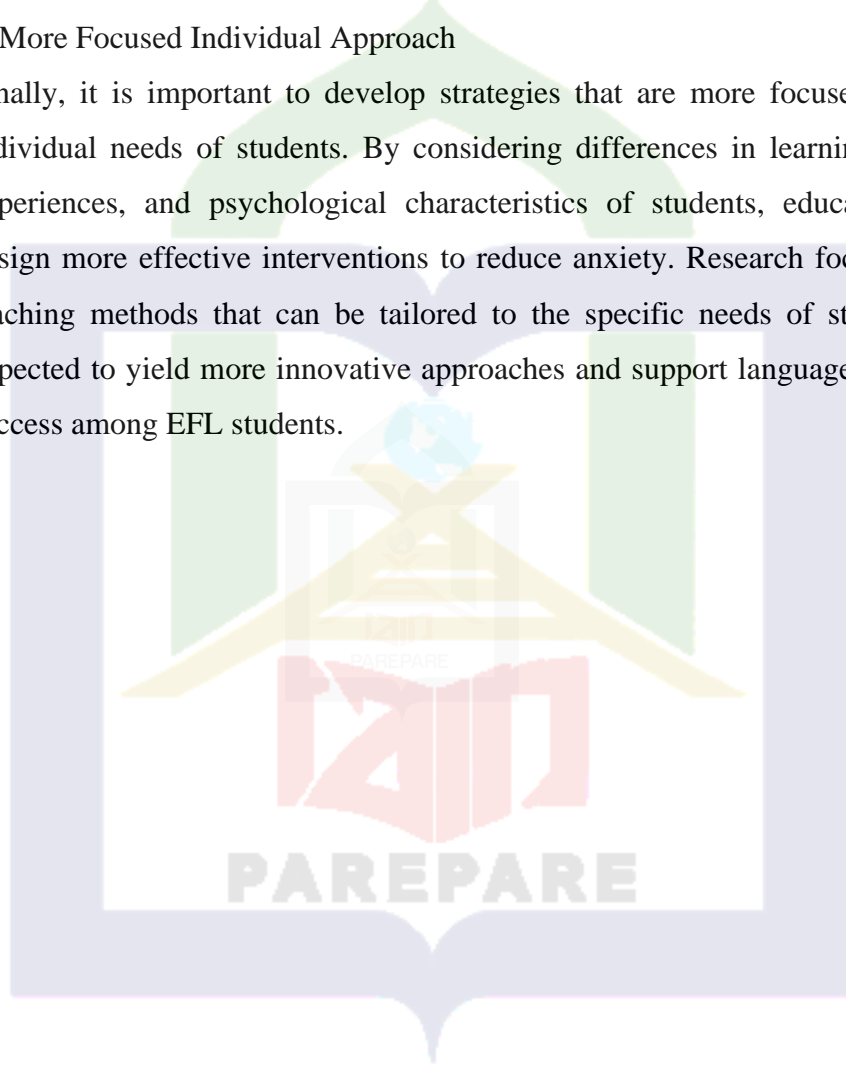 More Focused Individual Approach
nally, it is important to develop strategies that are more focuse
dividual needs of students. By considering differences in learnin
periences, and psychological characteristics of students, educa
sign more effective interventions to reduce anxiety. Research foc
aching methods that can be tailored to the specific needs of st
pected to yield more innovative approaches and support language
ccess among EFL students.
IAIN
PAREPARE
IAIN
PAREPARE